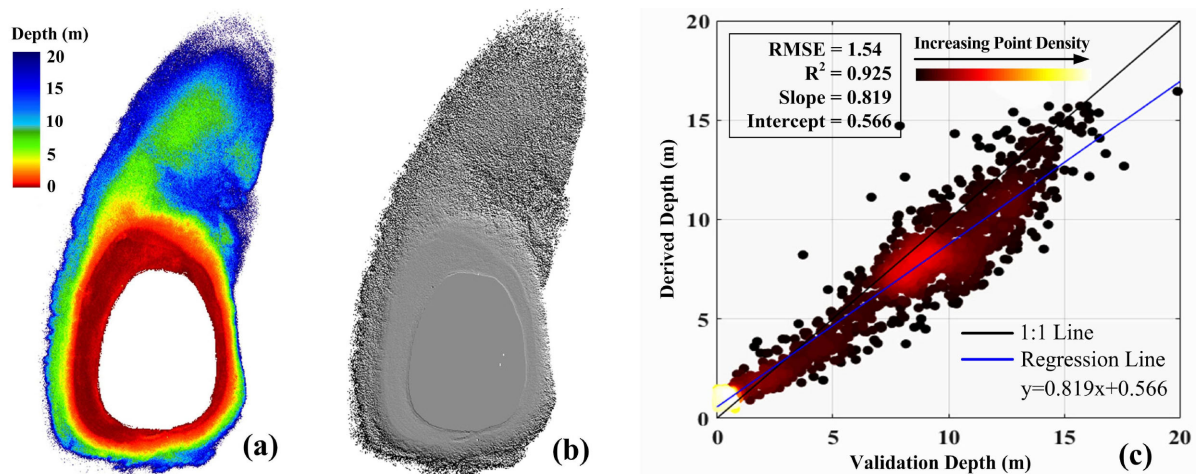 Depth (m)
20
15
10
5
0
(a)
(b)
20
15
10
5
0
Derived Depth (m)
RMSE = 1.54
R² = 0.925
Slope = 0.819
Intercept = 0.566
Increasing Point Density
1:1 Line
Regression Line
y=0.819x+0.566
0
5
10
15
20
Validation Depth (m)
(c)